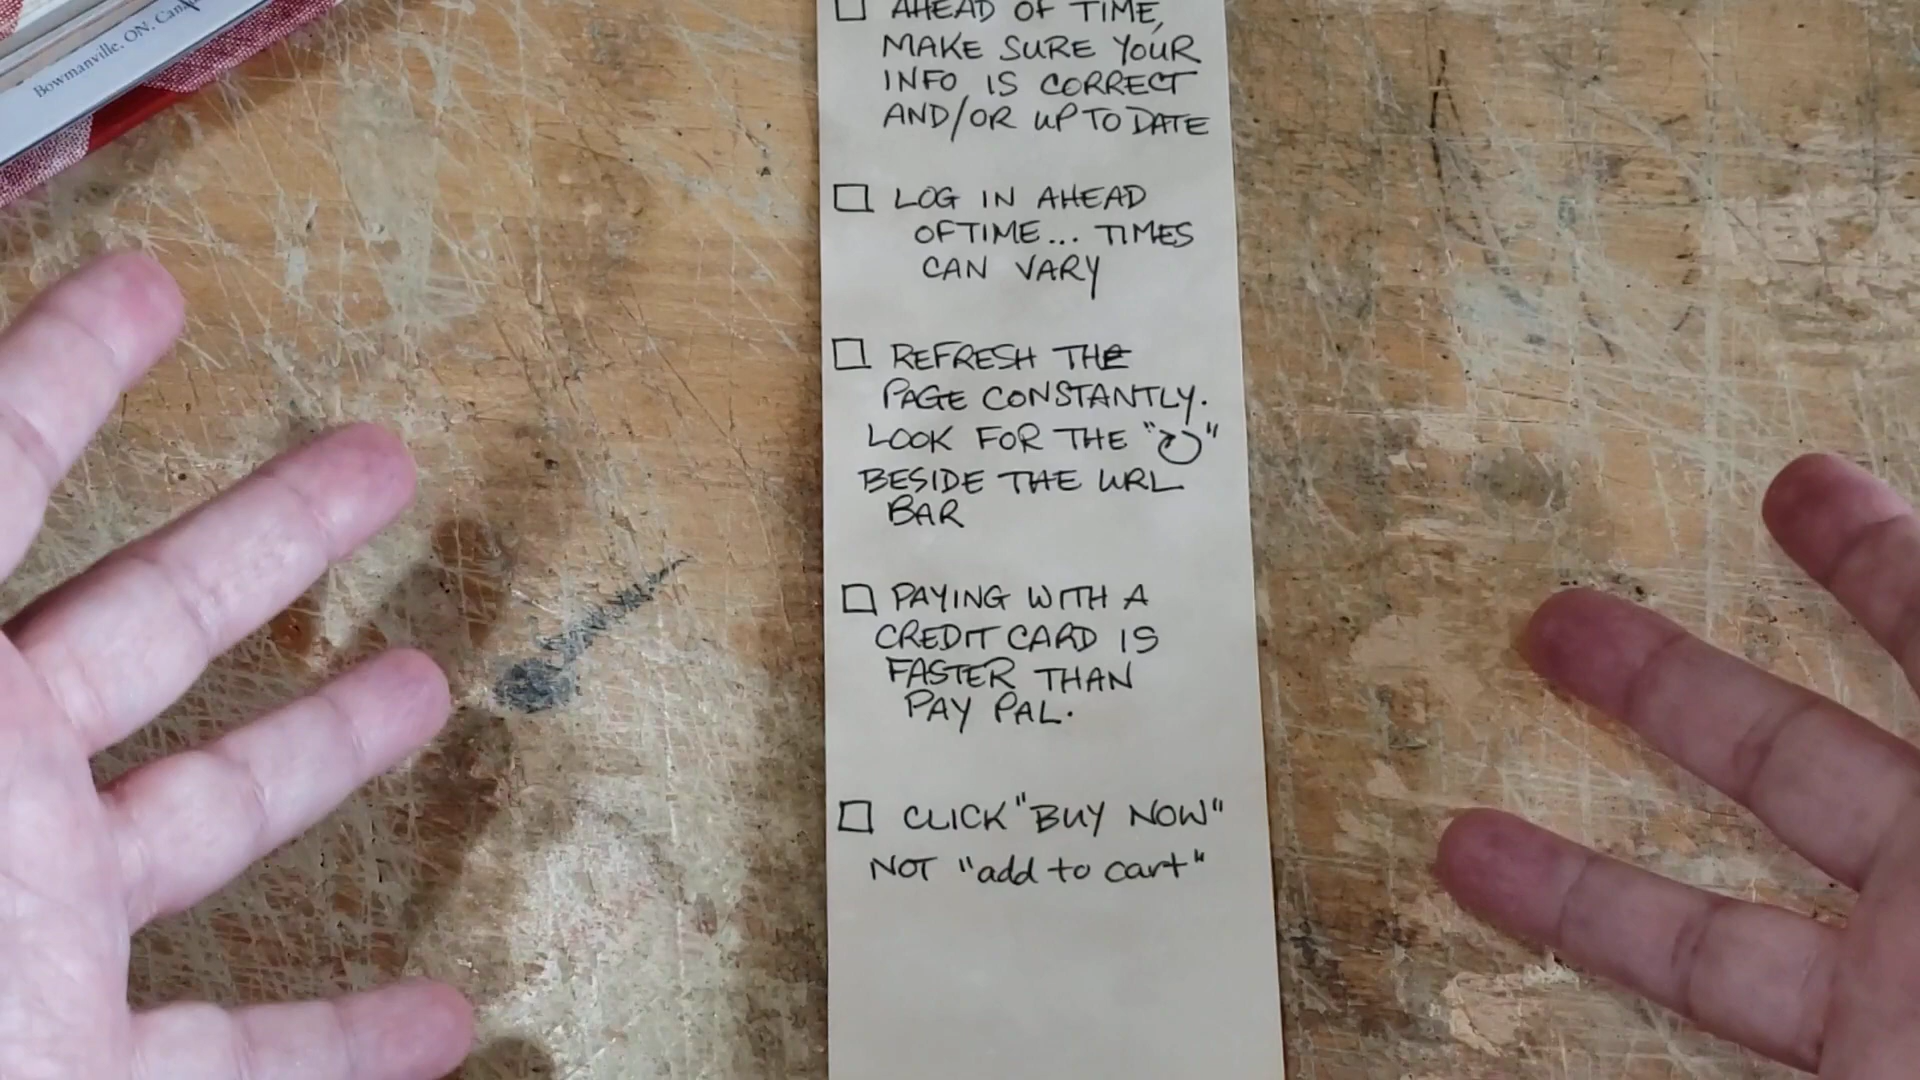 Bowmanville, ON, Can
AHEAD OF TIME,
MAKE SURE YOUR
INFO IS CORRECT
AND/OR UP TO DATE
LOG IN AHEAD
OF TIME... TIMES
CAN VARY
REFRESH THE
PAGE CONSTANTLY.
LOOK FOR THE "↻"
BESIDE THE URL
BAR
PAYING WITH A
CREDIT CARD IS
FASTER THAN
PAY PAL.
CLICK "BUY NOW"
NOT "add to cart"